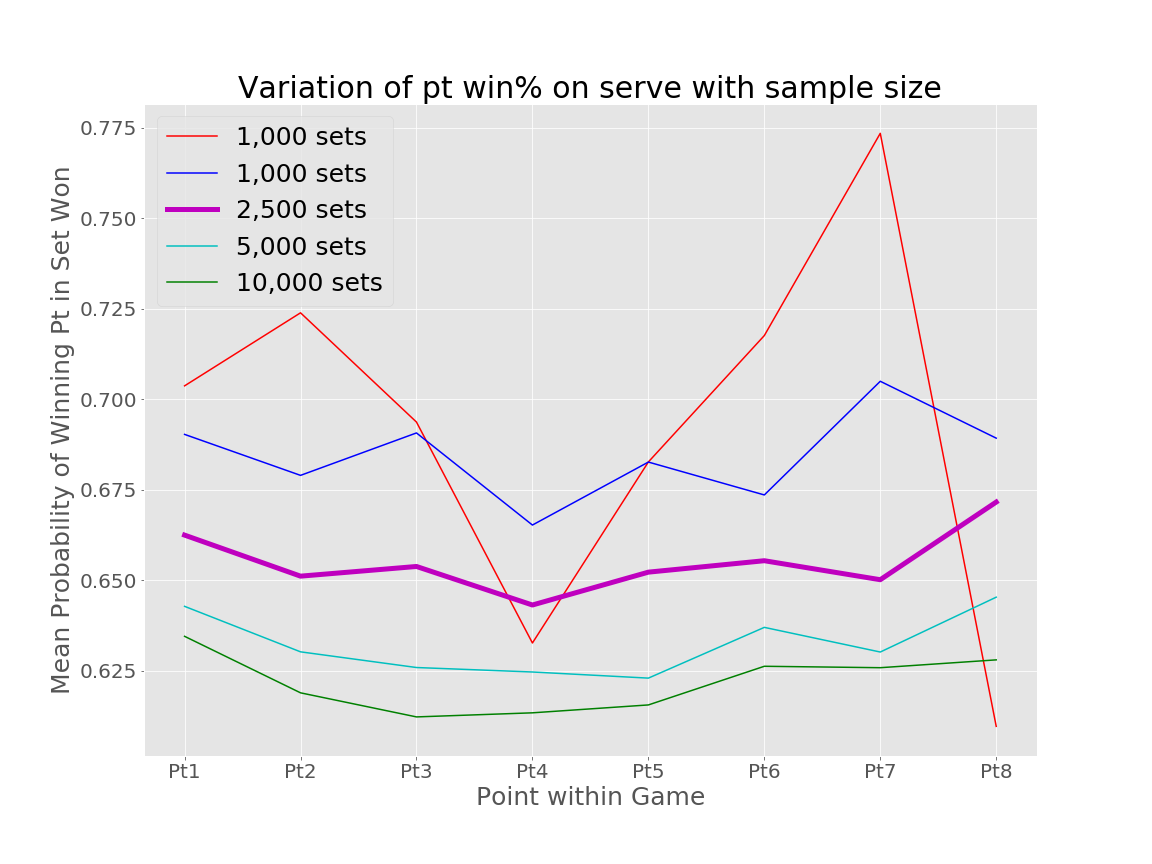 Variation of pt win% on serve with sample size
1,000 sets
1,000 sets
2,500 sets
5,000 sets
10,000 sets
Mean Probability of Winning Pt in Set Won
0.775
0.750
0.725
0.700
0.675
0.650
0.625
Pt1 Pt2 Pt3 Pt4 Pt5 Pt6 Pt7 Pt8
Point within Game